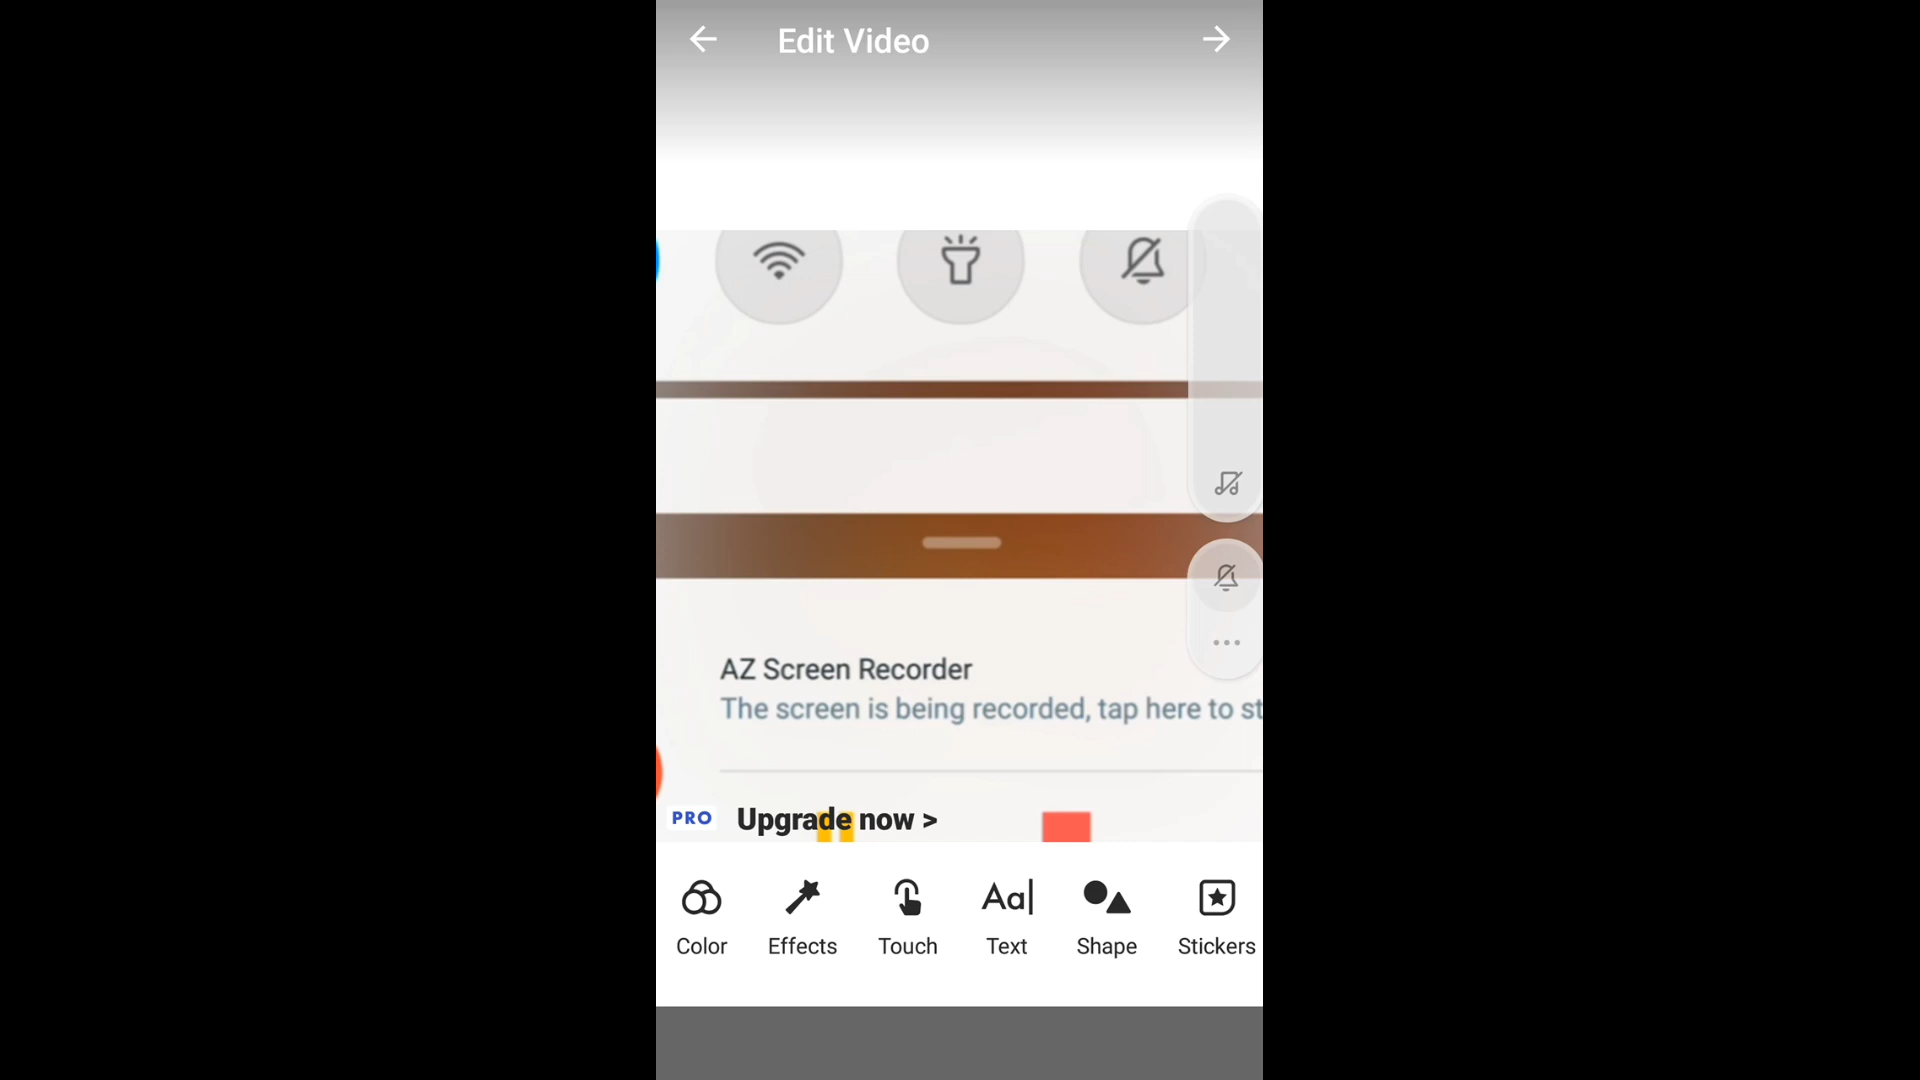 Edit Video
AZ Screen Recorder
The screen is being recorded, tap here to st
PRO Upgrade now >
Color Effects Touch Aa Text Shape Stickers